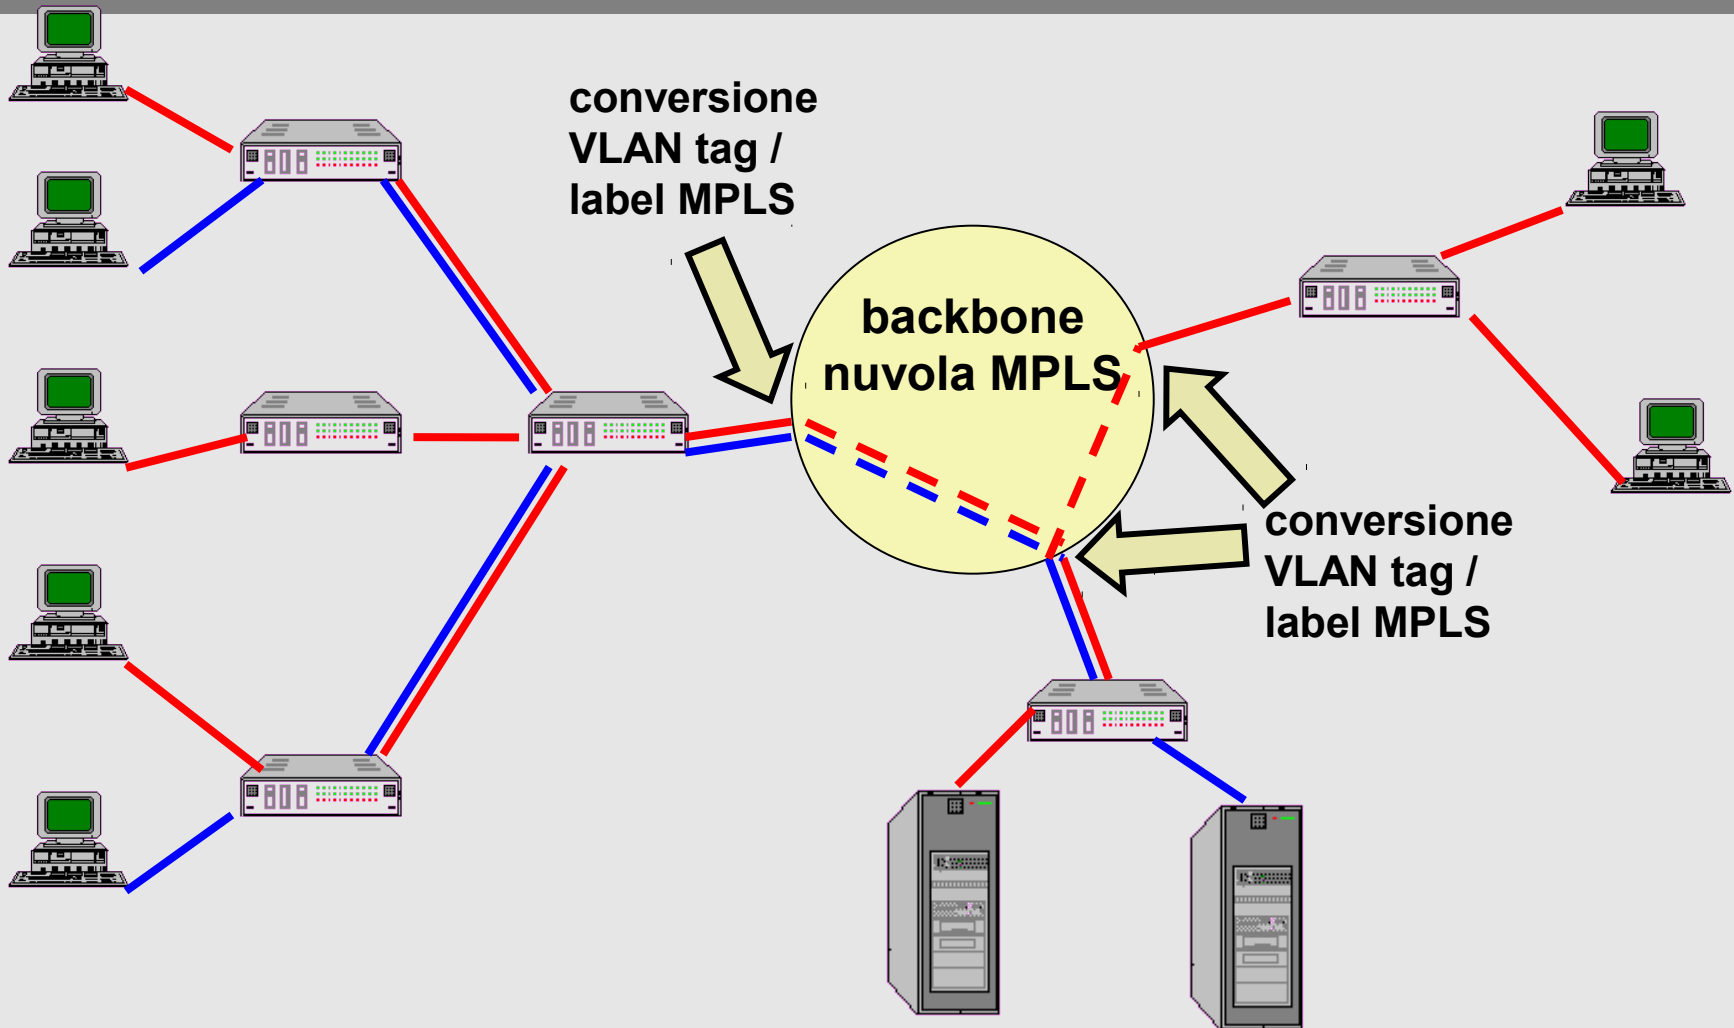 conversione
VLAN tag /
label MPLS
backbone
nuvola MPLS
conversione
VLAN tag /
label MPLS